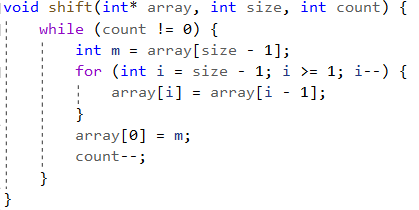 void shift(int* array, int size, int count) {
    while (count != 0) {
        int m = array[size - 1];
        for (int i = size - 1; i >= 1; i--) {
            array[i] = array[i - 1];
        }
        array[0] = m;
        count--;
    }
}